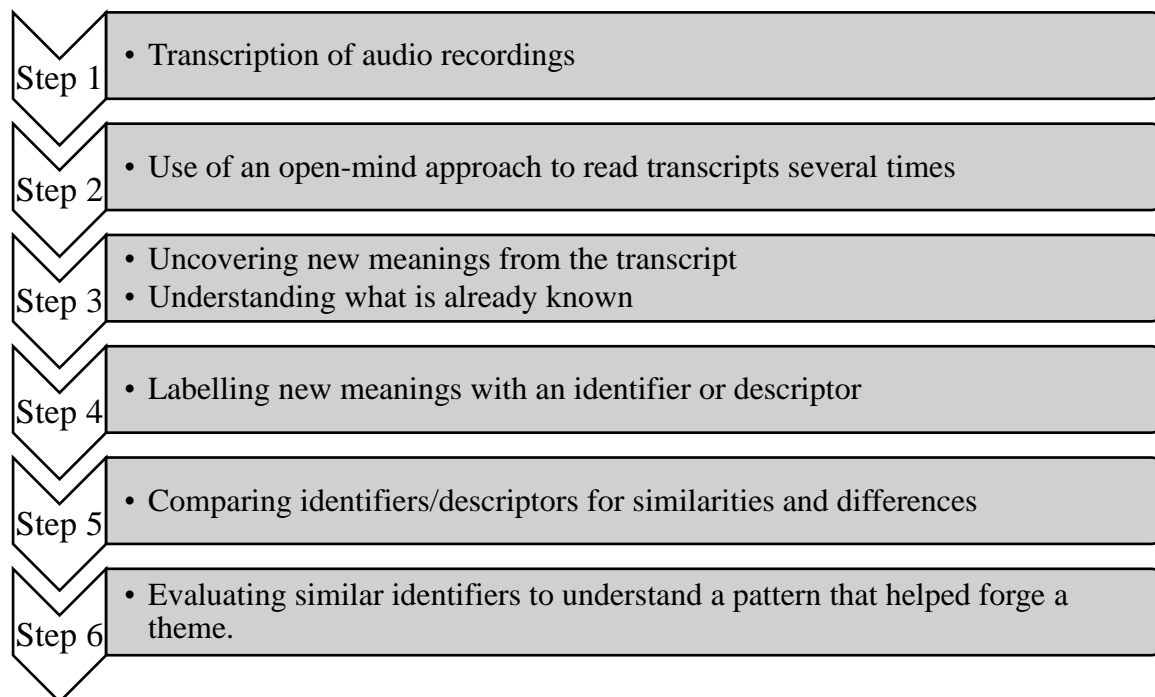 Step 1
• Transcription of audio recordings
Step 2
• Use of an open-mind approach to read transcripts several times
Step 3
• Uncovering new meanings from the transcript
• Understanding what is already known
Step 4
• Labelling new meanings with an identifier or descriptor
Step 5
• Comparing identifiers/descriptors for similarities and differences
Step 6
• Evaluating similar identifiers to understand a pattern that helped forge a
theme.